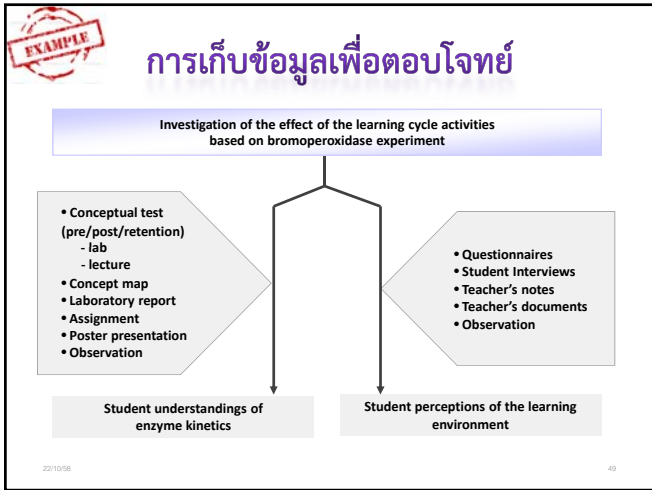 EXAMPLE
การเก็บข้อมูลเพื่อตอบโจทย์
Investigation of the effect of the learning cycle activities
based on bromoperoxidase experiment
• Conceptual test
(pre/post/retention)
- lab
- lecture
• Concept map
• Laboratory report
• Assignment
• Poster presentation
• Observation
• Questionnaires
• Student Interviews
• Teacher's notes
• Teacher's documents
• Observation
Student understandings of
enzyme kinetics
Student perceptions of the learning
environment
22/10/58
49